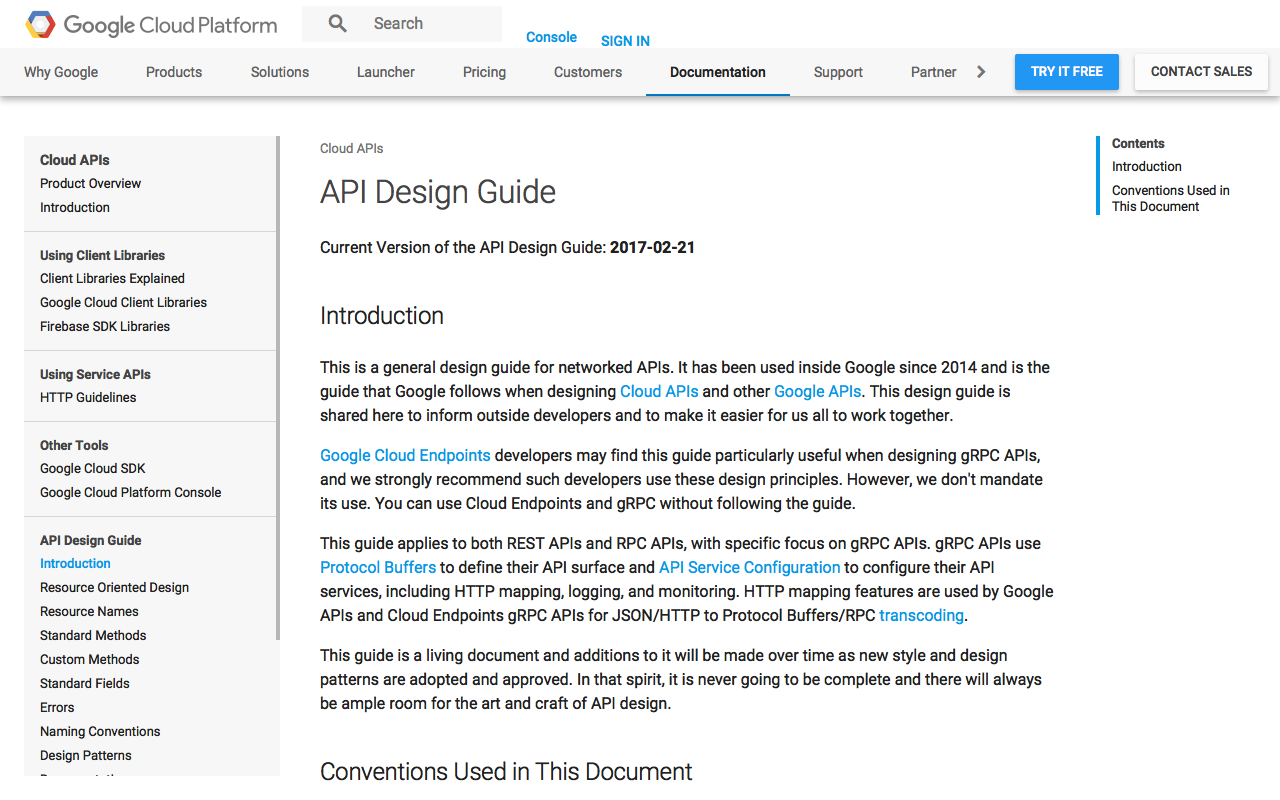 Google Cloud Platform
Search
Console
SIGN IN
Why Google
Products
Solutions
Launcher
Pricing
Customers
Documentation
Support
Partner
TRY IT FREE
CONTACT SALES
Cloud APIs
Product Overview
Introduction
Using Client Libraries
Client Libraries Explained
Google Cloud Client Libraries
Firebase SDK Libraries
Using Service APIs
HTTP Guidelines
Other Tools
Google Cloud SDK
Google Cloud Platform Console
API Design Guide
Introduction
Resource Oriented Design
Resource Names
Standard Methods
Custom Methods
Standard Fields
Errors
Naming Conventions
Design Patterns
Cloud APIs
API Design Guide
Current Version of the API Design Guide: 2017-02-21
Introduction
This is a general design guide for networked APIs. It has been used inside Google since 2014 and is the
guide that Google follows when designing Cloud APIs and other Google APIs. This design guide is
shared here to inform outside developers and to make it easier for us all to work together.
Google Cloud Endpoints developers may find this guide particularly useful when designing gRPC APIs,
and we strongly recommend such developers use these design principles. However, we don't mandate
its use. You can use Cloud Endpoints and gRPC without following the guide.
This guide applies to both REST APIs and RPC APIs, with specific focus on gRPC APIs. gRPC APIs use
Protocol Buffers to define their API surface and API Service Configuration to configure their API
services, including HTTP mapping, logging, and monitoring. HTTP mapping features are used by Google
APIs and Cloud Endpoints gRPC APIs for JSON/HTTP to Protocol Buffers/RPC transcoding.
This guide is a living document and additions to it will be made over time as new style and design
patterns are adopted and approved. In that spirit, it is never going to be complete and there will always
be ample room for the art and craft of API design.
Conventions Used in This Document
Contents
Introduction
Conventions Used in
This Document